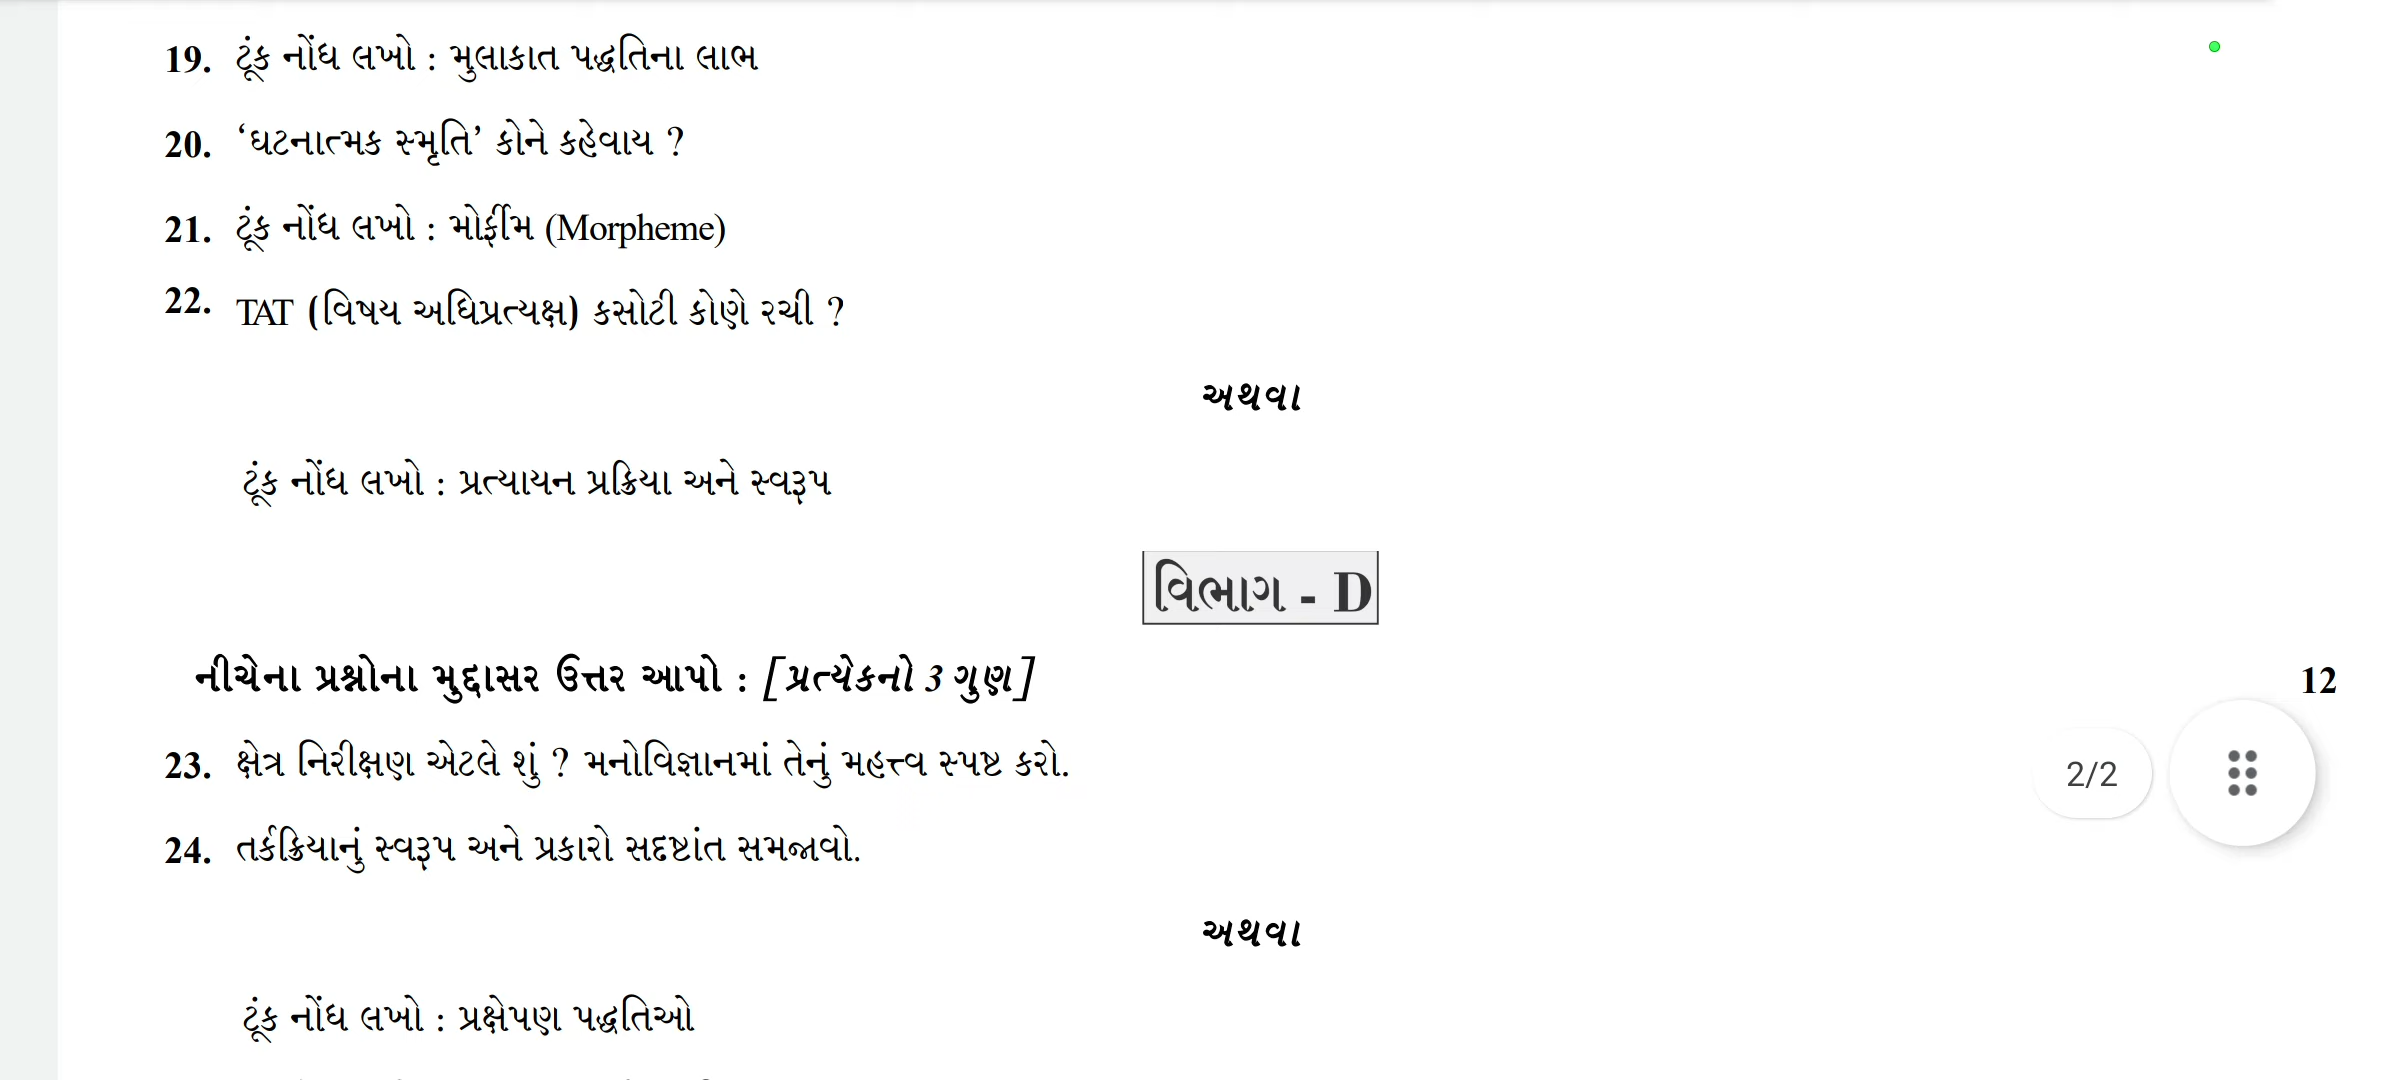 19. ટૂંક નોંધ લખો : મુલાકાત પદ્ધતિના લાભ
20. ‘ઘટનાત્મક સ્મૃતિ’ કોને કહેવાય ?
21. ટૂંક નોંધ લખો : મોર્ફીમ (Morpheme)
22. TAT (વિષય અધિપ્રત્યક્ષ) કસોટી કોણે રચી ?
અથવા
ટૂંક નોંધ લખો : પ્રત્યાયન પ્રક્રિયા અને સ્વરૂપ
વિભાગ - D
નીચેના પ્રશ્નોના મુદ્દાસર ઉત્તર આપો : [પ્રત્યેકનો 3 ગુણ] 12
23. ક્ષેત્ર નિરીક્ષણ એટલે શું ? મનોવિજ્ઞાનમાં તેનું મહત્ત્વ સ્પષ્ટ કરો.
2/2
24. તર્કક્રિયાનું સ્વરૂપ અને પ્રકારો સદષ્ટાંત સમજાવો.
અથવા
ટૂંક નોંધ લખો : પ્રક્ષેપણ પદ્ધતિઓ